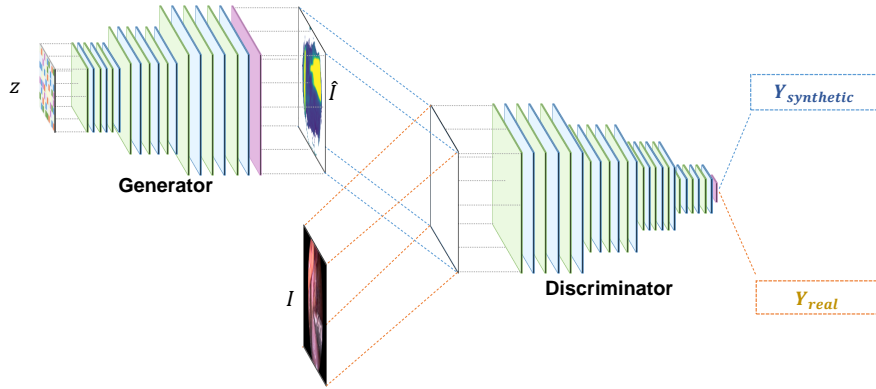 z
Î
Generator
I
Discriminator
Y_synthetic
Y_real